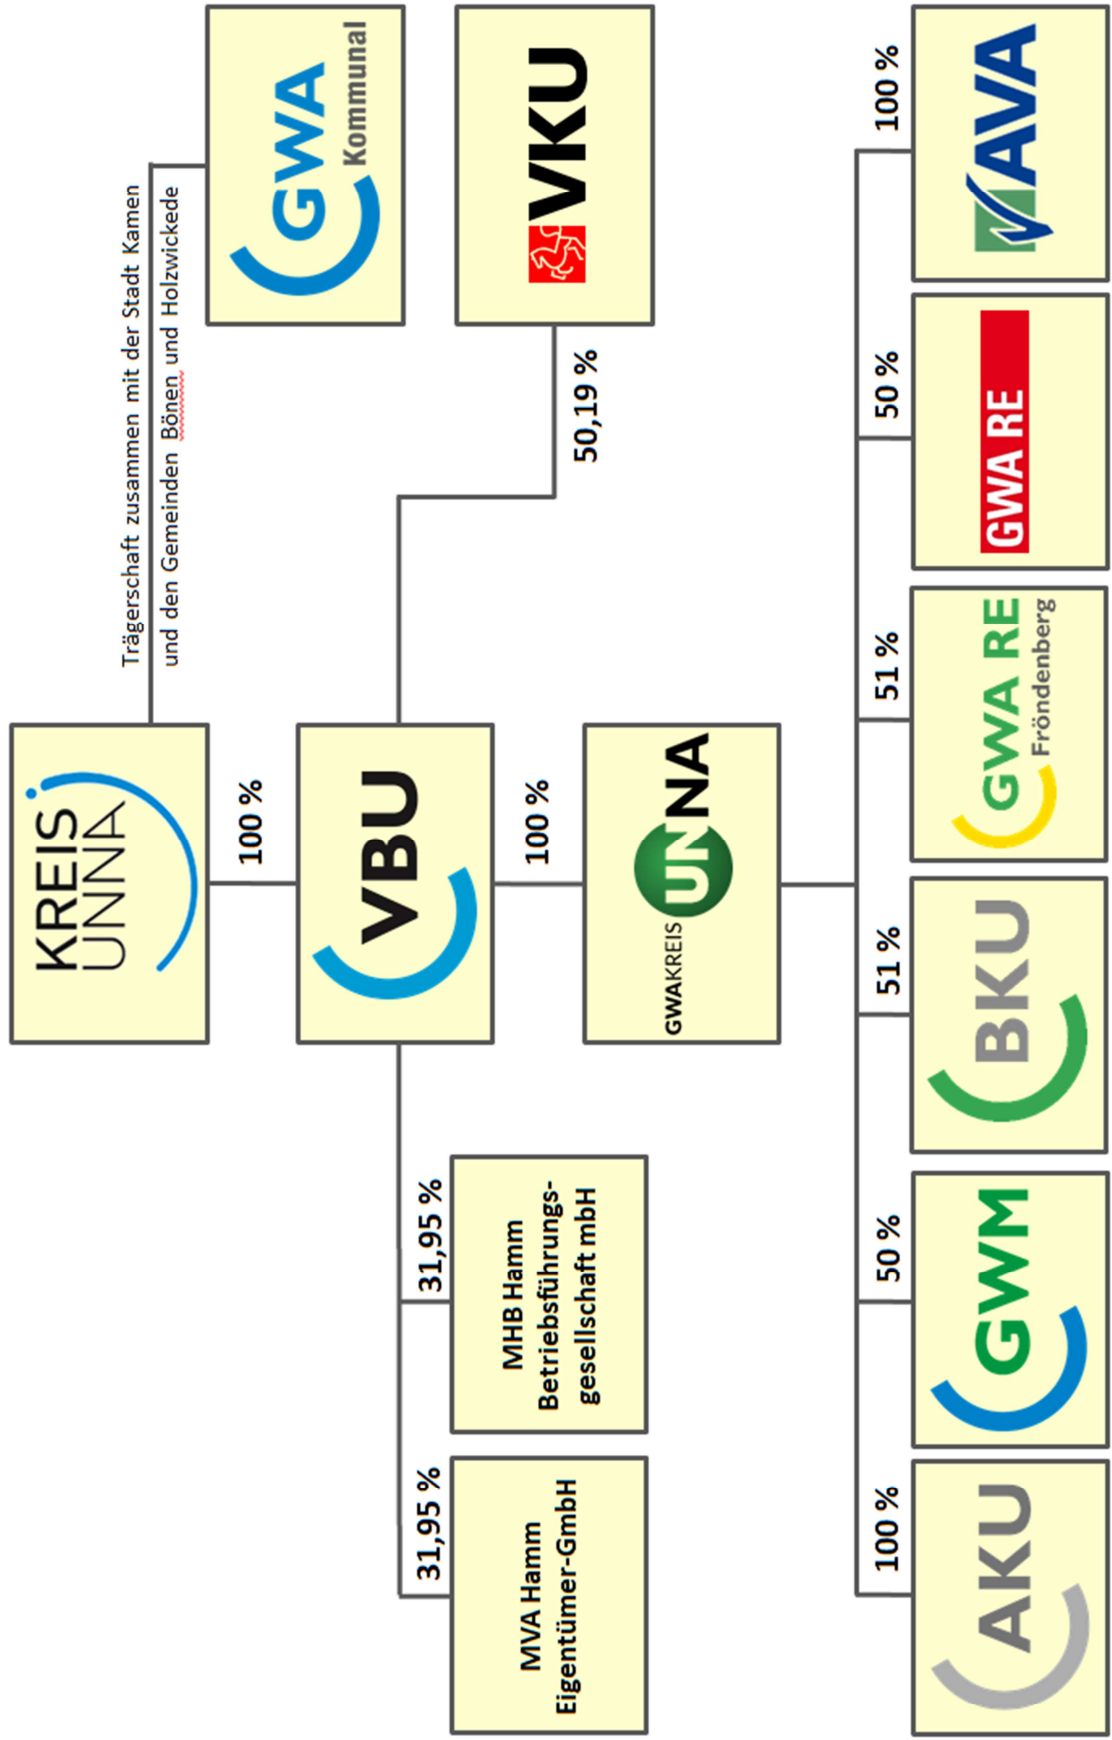 KREIS
UNNA
Trägerschaft zusammen mit der Stadt Kamen
und den Gemeinden Bönen und Holzwickede
GWA
Kommunal
100 %
VBU
50,19 %
VKU
31,95 %
MVA Hamm
Eigentümer-GmbH
31,95 %
MHB Hamm
Betriebsführungs-
gesellschaft mbH
100 %
GWAKREISUNNA
100 %
AKU
50 %
GWM
51 %
BKU
51 %
GWA RE
Fröndenberg
50 %
GWA RE
100 %
AVA